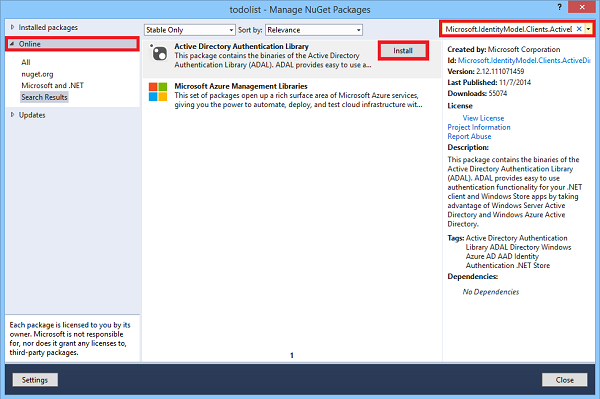 todolist - Manage NuGet Packages
Installed packages
Online
All
nuget.org
Microsoft and .NET
Search Results
Updates
Each package is licensed to you by its
owner. Microsoft is not responsible
for, nor does it grant any licenses to,
third-party packages.
Stable Only
Sort by: Relevance
Active Directory Authentication Library
This package contains the binaries of the Active Directory
Authentication Library (ADAL). ADAL provides easy to use a...
Install
Microsoft Azure Management Libraries
This set of packages open up a rich surface area of Microsoft Azure services,
giving you the power to automate, deploy, and test cloud infrastructure wit...
1
Microsoft.IdentityModel.Clients.Active
Created by: Microsoft Corporation
Id: Microsoft.IdentityModel.Clients.ActiveDi
Version: 2.12.111071459
Last Published: 11/7/2014
Downloads: 55074
License
View License
Project Information
Report Abuse
Description:
This package contains the binaries of the
Active Directory Authentication Library
(ADAL). ADAL provides easy to use
authentication functionality for your .NET
client and Windows Store apps by taking
advantage of Windows Server Active
Directory and Windows Azure Active
Directory.
Tags: Active Directory Authentication
Library ADAL Directory Windows
Azure AD AAD Identity
Authentication .NET Store
Dependencies:
No Dependencies
Settings
Close